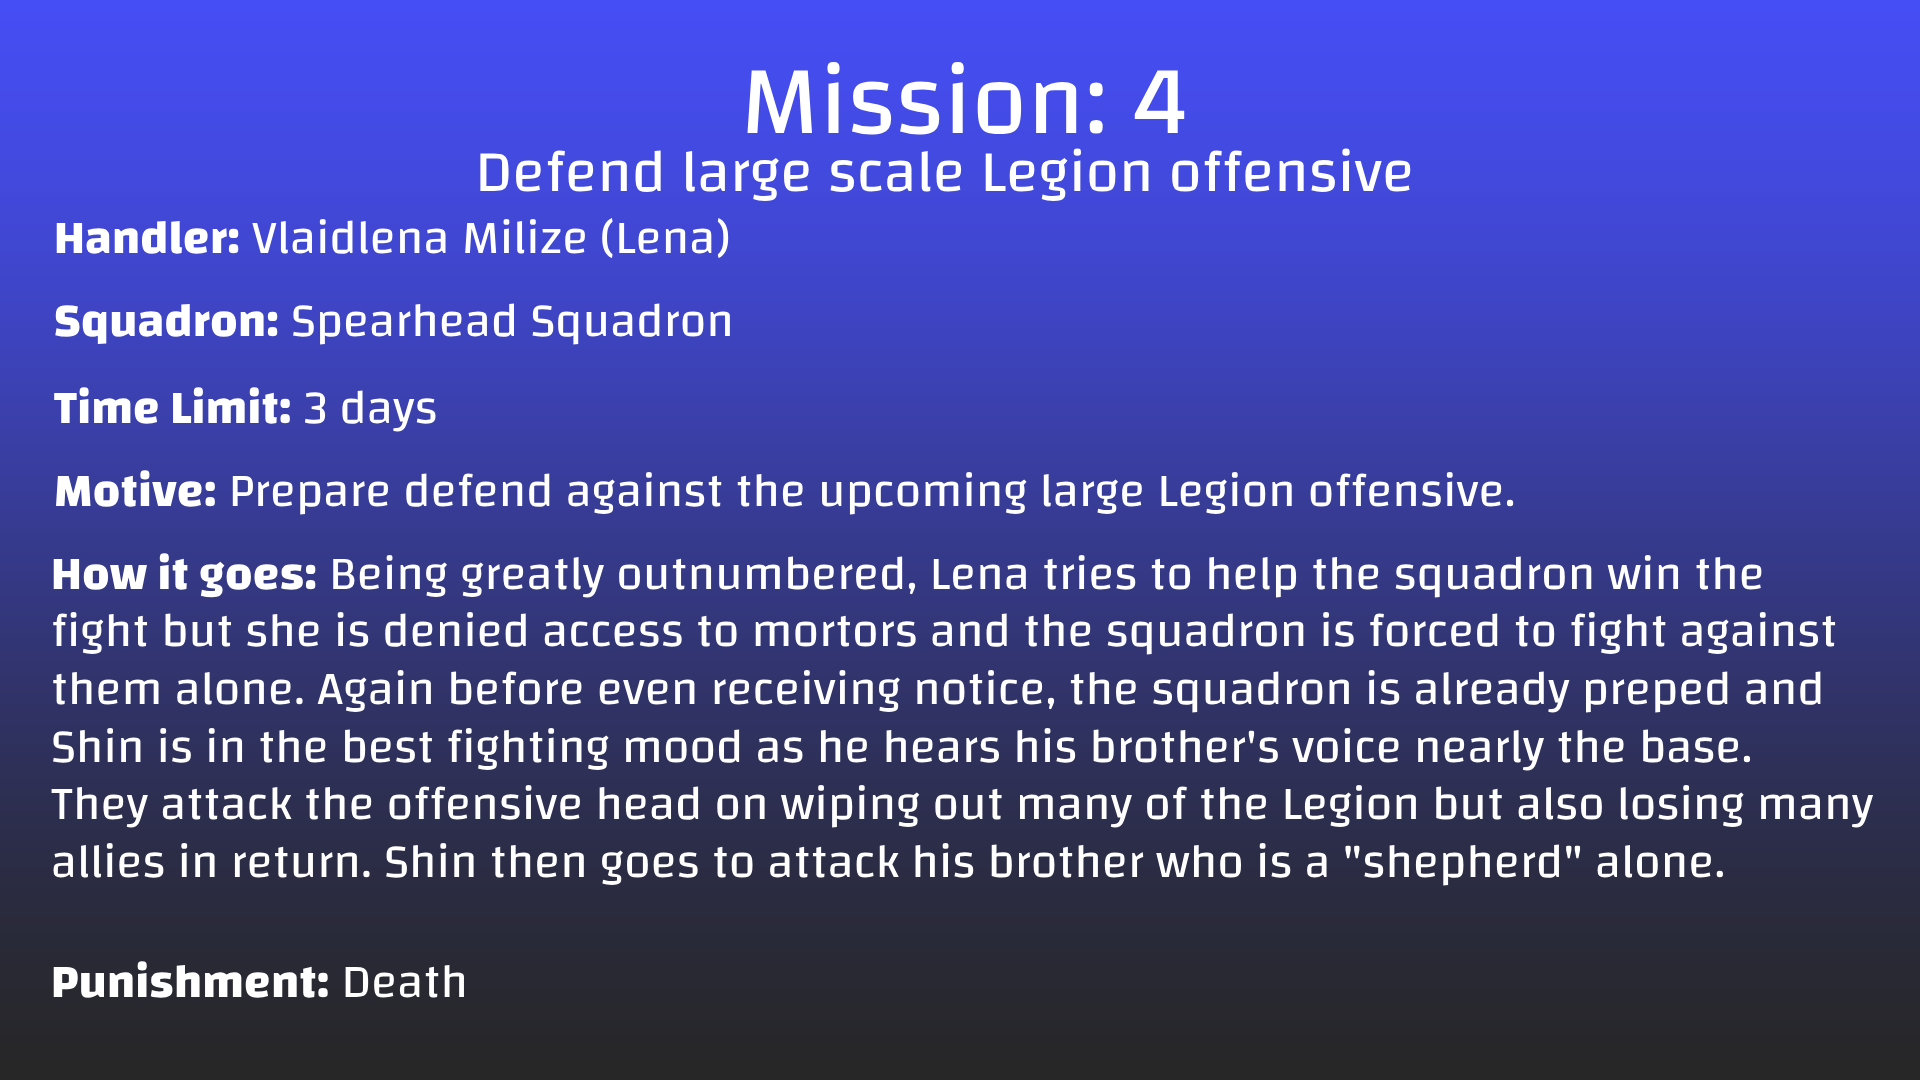 Mission: 4
Defend large scale Legion offensive
Handler: Vlaidlena Milize (Lena)
Squadron: Spearhead Squadron
Time Limit: 3 days
Motive: Prepare defend against the upcoming large Legion offensive.
How it goes: Being greatly outnumbered, Lena tries to help the squadron win the
fight but she is denied access to mortors and the squadron is forced to fight against
them alone. Again before even receiving notice, the squadron is already preped and
Shin is in the best fighting mood as he hears his brother's voice nearly the base.
They attack the offensive head on wiping out many of the Legion but also losing many
allies in return. Shin then goes to attack his brother who is a "shepherd" alone.
Punishment: Death